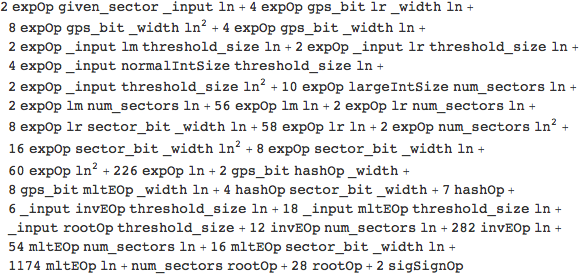 2 expOp given_sector _input ln + 4 expOp gps_bit lr _width ln +
8 expOp gps_bit _width ln² + 4 expOp gps_bit _width ln +
2 expOp _input lm threshold_size ln + 2 expOp _input lr threshold_size ln +
4 expOp _input normalIntSize threshold_size ln +
2 expOp _input threshold_size ln² + 10 expOp largeIntSize num_sectors ln +
2 expOp lm num_sectors ln + 56 expOp lm ln + 2 expOp lr num_sectors ln +
8 expOp lr sector_bit _width ln + 58 expOp lr ln + 2 expOp num_sectors ln² +
16 expOp sector_bit _width ln² + 8 expOp sector_bit _width ln +
60 expOp ln² + 226 expOp ln + 2 gps_bit hashOp _width +
8 gps_bit mltEOp _width ln + 4 hashOp sector_bit _width + 7 hashOp +
6 _input invEOp threshold_size ln + 18 _input mltEOp threshold_size ln +
_input rootOp threshold_size + 12 invEOp num_sectors ln + 282 invEOp ln +
54 mltEOp num_sectors ln + 16 mltEOp sector_bit _width ln +
1174 mltEOp ln + num_sectors rootOp + 28 rootOp + 2 sigSignOp